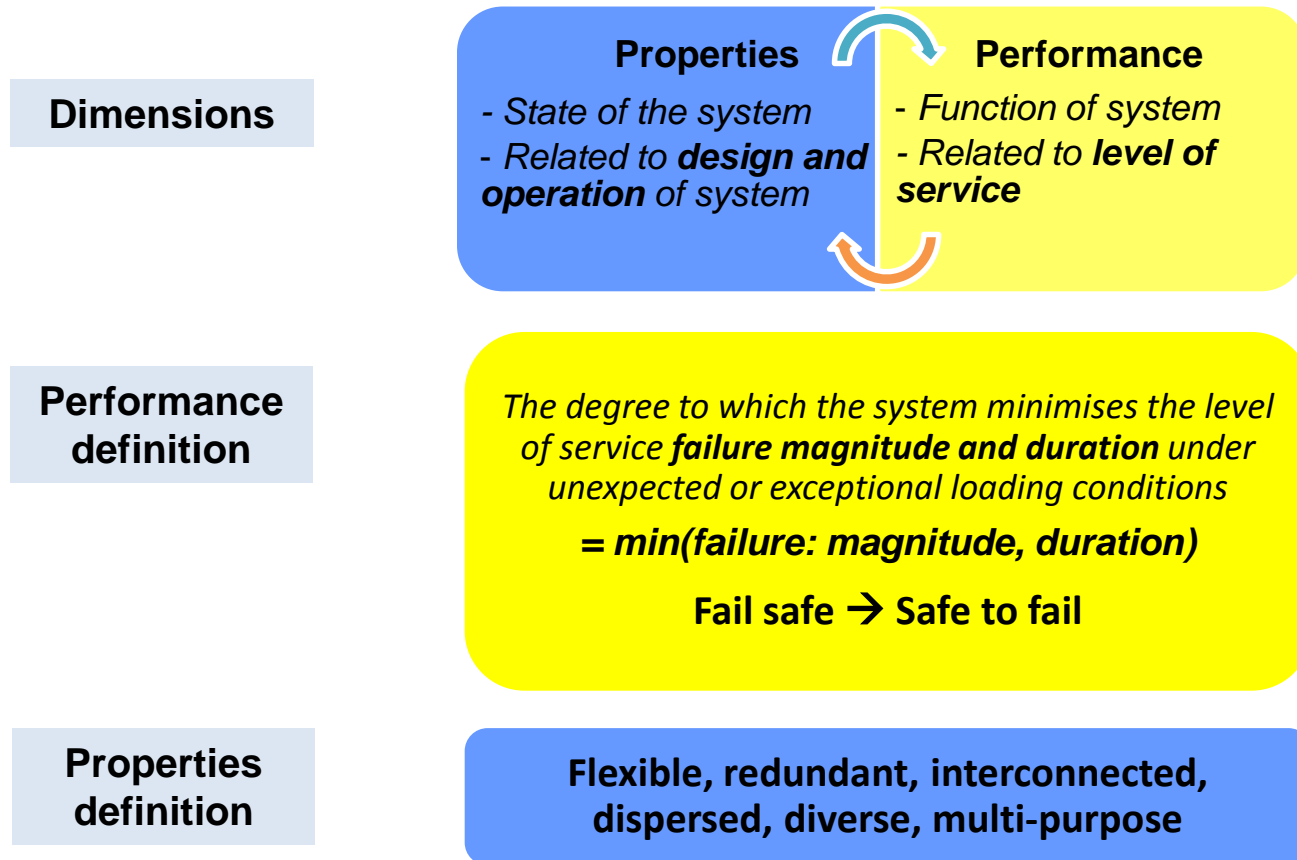 Dimensions
Properties
- State of the system
- Related to design and
operation of system
Performance
- Function of system
- Related to level of
service
Performance
definition
The degree to which the system minimises the level
of service failure magnitude and duration under
unexpected or exceptional loading conditions
= min(failure: magnitude, duration)
Fail safe → Safe to fail
Properties
definition
Flexible, redundant, interconnected,
dispersed, diverse, multi-purpose